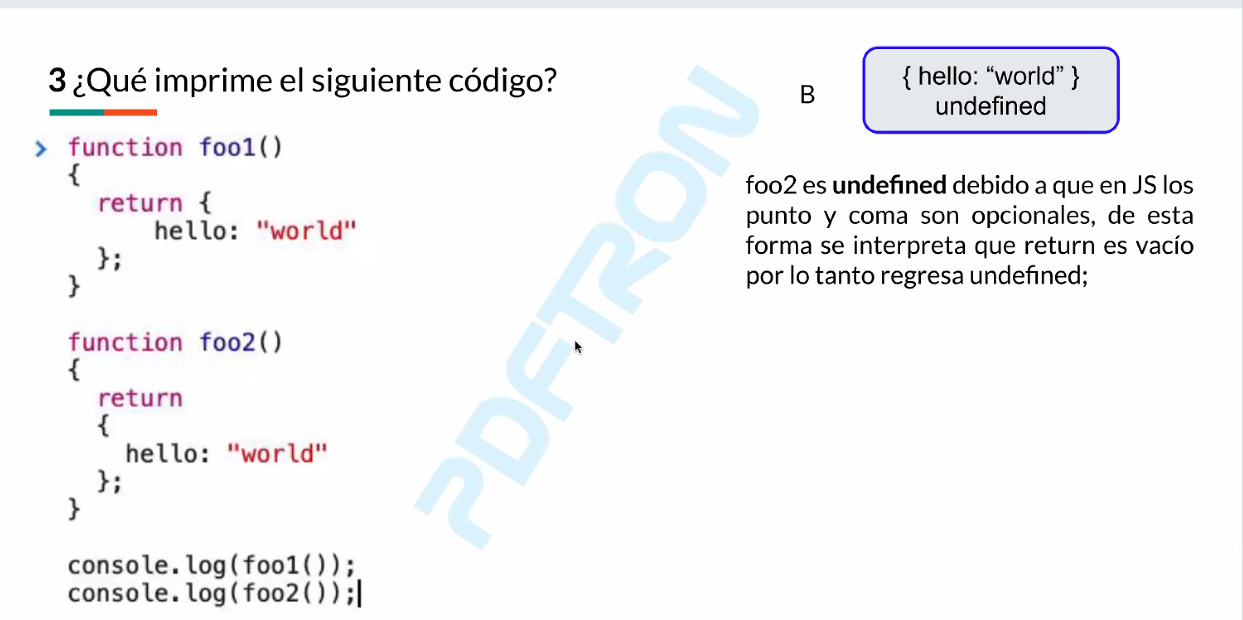 3 ¿Qué imprime el siguiente código?
> function foo1()
{
  return {
      hello: "world"
  };
}
function foo2()
{
  return
  {
    hello: "world"
  };
}
console.log(foo1());
console.log(foo2());
B
{ hello: “world” }
undefined
foo2 es undefined debido a que en JS los
punto y coma son opcionales, de esta
forma se interpreta que return es vacío
por lo tanto regresa undefined;
PDFTRON